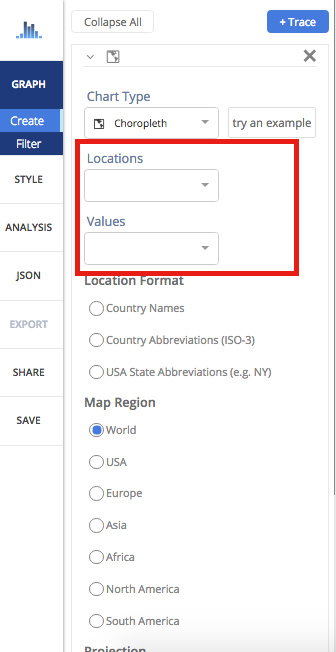 Collapse All
+ Trace
GRAPH
Create
Filter
STYLE
ANALYSIS
JSON
EXPORT
SHARE
SAVE
Chart Type
Choropleth
try an example
Locations
Values
Location Format
Country Names
Country Abbreviations (ISO-3)
USA State Abbreviations (e.g. NY)
Map Region
World
USA
Europe
Asia
Africa
North America
South America
Projection